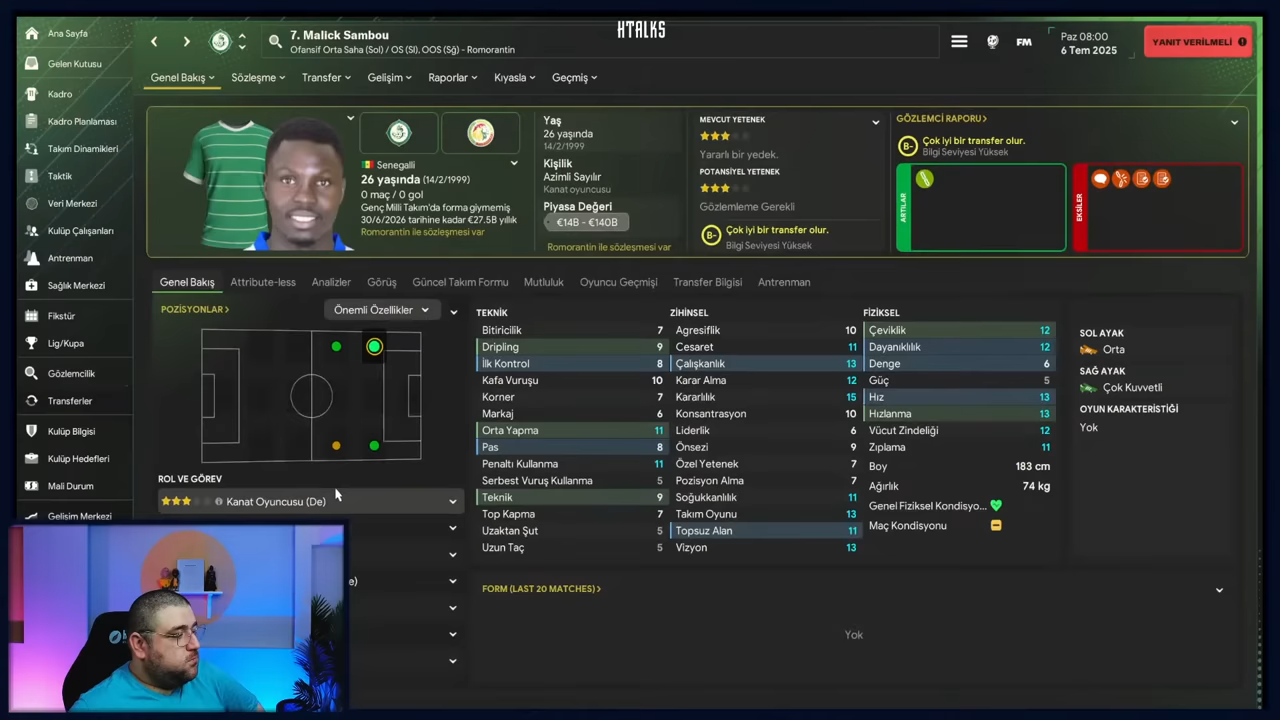 HTALKS
Ana Sayfa
Gelen Kutusu
Kadro
Kadro Planlaması
Takım Dinamikleri
Taktik
Veri Merkezi
Kulüp Çalışanları
Antrenman
Sağlık Merkezi
Fikstür
Lig/Kupa
Gözlemcilik
Transferler
Kulüp Bilgisi
Kulüp Hedefleri
Mali Durum
Gelişim Merkezi
7. Malick Sambou
Ofansif Orta Saha (Sol) / OS (Sl), OOS (Sğ) - Romorantin
FM
Paz 08:00
6 Tem 2025
YANIT VERİLMELİ
Genel Bakış
Sözleşme
Transfer
Gelişim
Raporlar
Kıyasla
Geçmiş
Senegalli
26 yaşında (14/2/1999)
0 maç / 0 gol
Genç Milli Takım'da forma giymemiş
30/6/2026 tarihine kadar €27.5B yıllık
Romorantin ile sözleşmesi var
Yaş
26 yaşında
14/2/1999
Kişilik
Azimli Sayılır
Kanat oyuncusu
Piyasa Değeri
€14B - €140B
Romorantin ile sözleşmesi var
MEVCUT YETENEK
Yararlı bir yedek.
POTANSİYEL YETENEK
Gözlemleme Gerekli
B-
Çok iyi bir transfer olur.
Bilgi Seviyesi Yüksek
GÖZLEMCİ RAPORU
B-
Çok iyi bir transfer olur.
Bilgi Seviyesi Yüksek
ARTILAR
EKSİLER
Genel Bakış
Attribute-less
Analizler
Görüş
Güncel Takım Formu
Mutluluk
Oyuncu Geçmişi
Transfer Bilgisi
Antrenman
POZİSYONLAR
Önemli Özellikler
ROL VE GÖREV
Kanat Oyuncusu (De)
e)
TEKNİK
Bitiricilik 7
Dripling 9
İlk Kontrol 8
Kafa Vuruşu 10
Korner 7
Markaj 6
Orta Yapma 11
Pas 8
Penaltı Kullanma 11
Serbest Vuruş Kullanma 5
Teknik 9
Top Kapma 7
Uzaktan Şut 5
Uzun Taç 5
ZİHİNSEL
Agresiflik 10
Cesaret 11
Çalışkanlık 13
Karar Alma 12
Kararlılık 15
Konsantrasyon 10
Liderlik 6
Önsezi 9
Özel Yetenek 7
Pozisyon Alma 7
Soğukkanlılık 11
Takım Oyunu 13
Topsuz Alan 11
Vizyon 13
FİZİKSEL
Çeviklik 12
Dayanıklılık 12
Denge 6
Güç 5
Hız 13
Hızlanma 13
Vücut Zindeliği 12
Zıplama 11
Boy 183 cm
Ağırlık 74 kg
Genel Fiziksel Kondisyo...
Maç Kondisyonu
SOL AYAK
Orta
SAĞ AYAK
Çok Kuvvetli
OYUN KARAKTERİSTİĞİ
Yok
FORM (LAST 20 MATCHES)
Yok